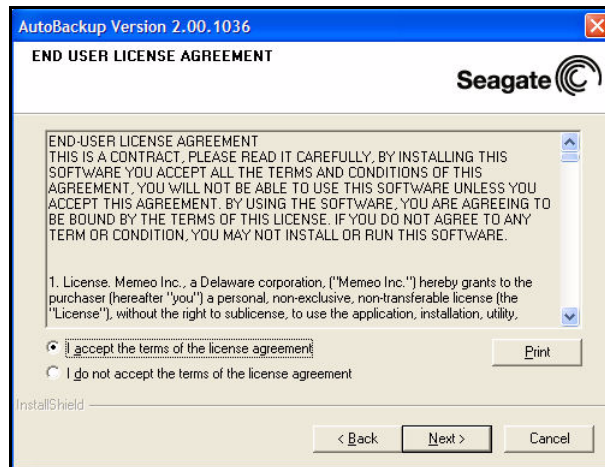 AutoBackup Version 2.00.1036
END USER LICENSE AGREEMENT
Seagate
END-USER LICENSE AGREEMENT
THIS IS A CONTRACT, PLEASE READ IT CAREFULLY, BY INSTALLING THIS
SOFTWARE YOU ACCEPT ALL THE TERMS AND CONDITIONS OF THIS
AGREEMENT, YOU WILL NOT BE ABLE TO USE THIS SOFTWARE UNLESS YOU
ACCEPT THIS AGREEMENT. BY USING THE SOFTWARE, YOU ARE AGREEING TO
BE BOUND BY THE TERMS OF THIS LICENSE. IF YOU DO NOT AGREE TO ANY
TERM OR CONDITION, YOU MAY NOT INSTALL OR RUN THIS SOFTWARE.
1. License. Memeo Inc., a Delaware corporation, ("Memeo Inc.") hereby grants to the
purchaser (hereafter "you") a personal, non-exclusive, non-transferable license (the
"License"), without the right to sublicense, to use the application, installation, utility,
I accept the terms of the license agreement
Print
I do not accept the terms of the license agreement
InstallShield
< Back
Next >
Cancel